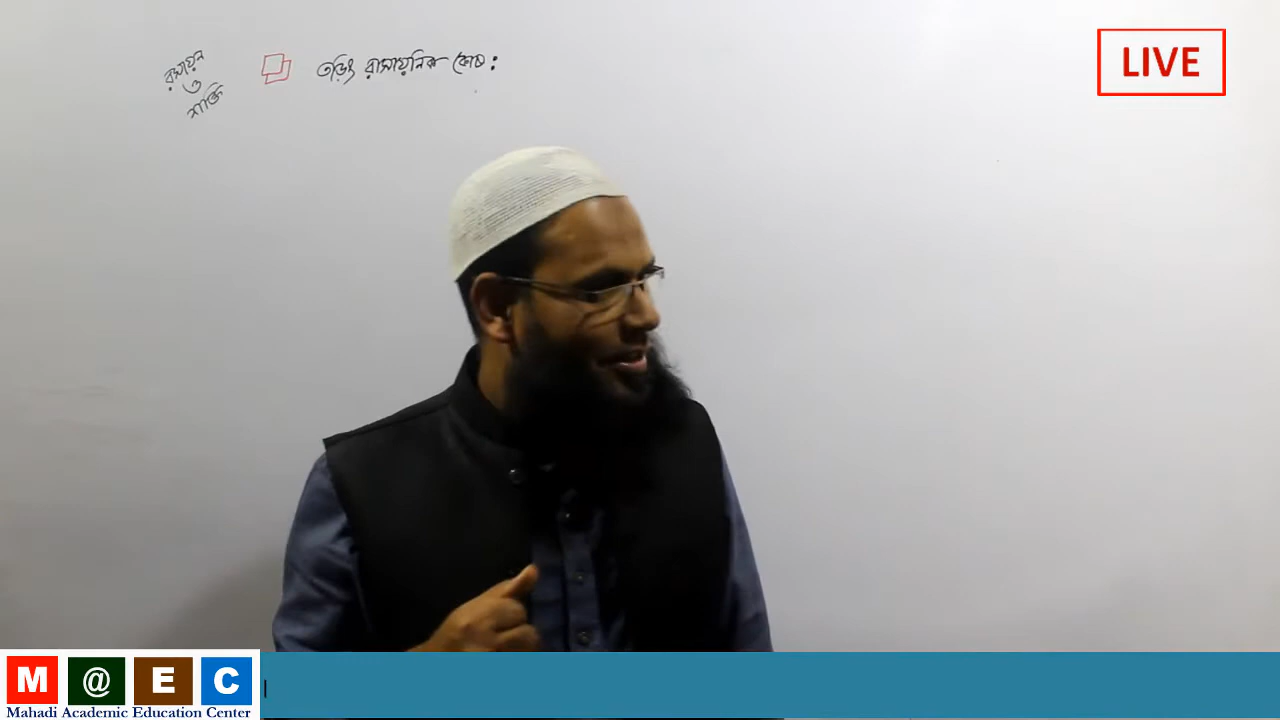 রসায়ন
ও
শক্তি
তড়িৎ রাসায়নিক কোষ :
LIVE
M @ E C
Mahadi Academic Education Center